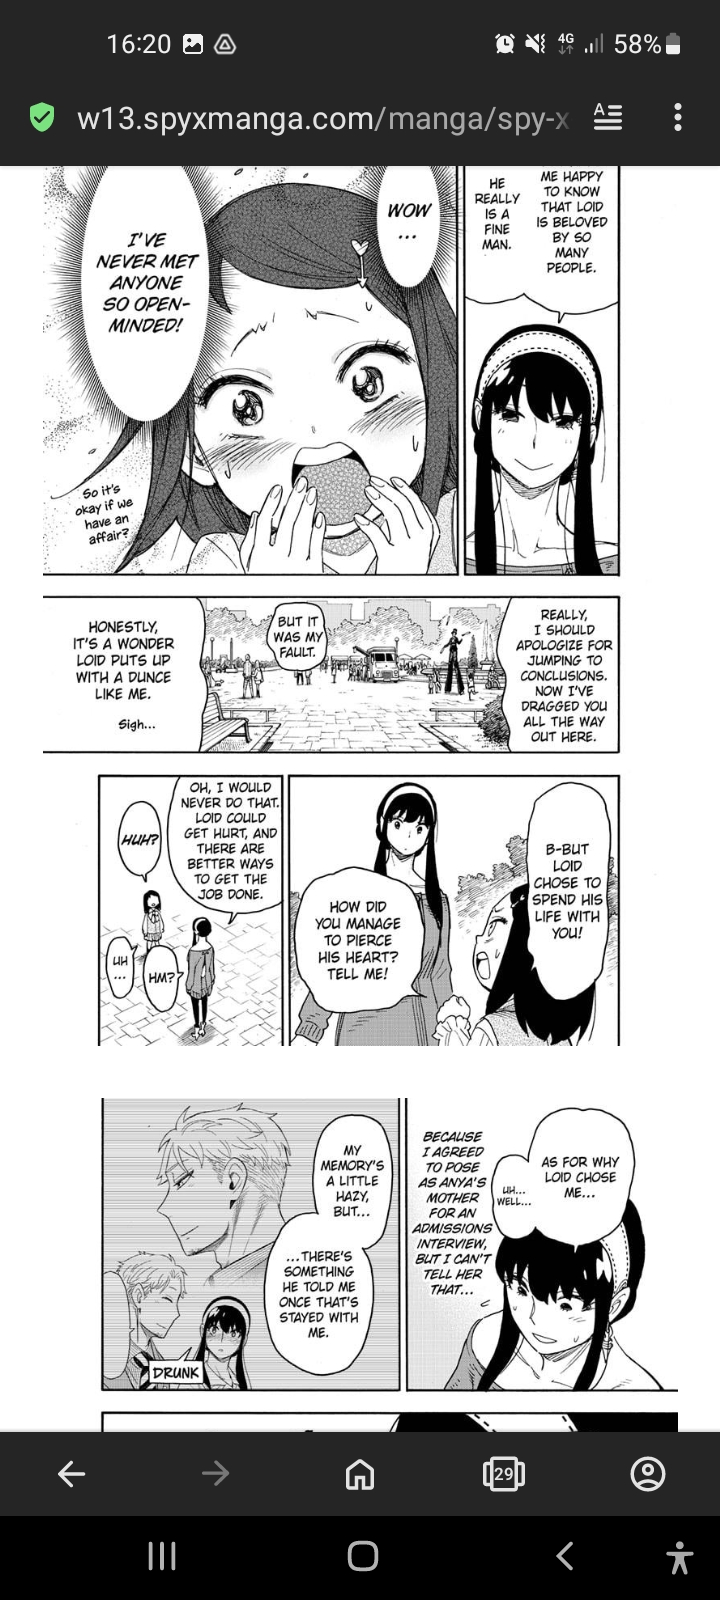 16:20
4G
58%
w13.spyxmanga.com/manga/spy-x
A
ME HAPPY
TO KNOW
THAT LOID
IS BELOVED
BY SO
MANY
PEOPLE.
HE
REALLY
IS A
FINE
MAN.
WOW
...
I'VE
NEVER MET
ANYONE
SO OPEN-
MINDED!
So it's
okay if we
have an
affair?
REALLY,
I SHOULD
APOLOGIZE FOR
JUMPING TO
CONCLUSIONS.
NOW I'VE
DRAGGED YOU
ALL THE WAY
OUT HERE.
BUT IT
WAS MY
FAULT.
HONESTLY,
IT'S A WONDER
LOID PUTS UP
WITH A DUNCE
LIKE ME.
Sigh...
B-BUT
LOID
CHOSE TO
SPEND HIS
LIFE WITH
YOU!
HOW DID
YOU MANAGE
TO PIERCE
HIS HEART?
TELL ME!
OH, I WOULD
NEVER DO THAT.
LOID COULD
GET HURT, AND
THERE ARE
BETTER WAYS
TO GET THE
JOB DONE.
HUH?
HM?
UH
...
AS FOR WHY
LOID CHOSE
ME...
UH...
WELL...
BECAUSE
I AGREED
TO POSE
AS ANYA'S
MOTHER
FOR AN
ADMISSIONS
INTERVIEW,
BUT I CAN'T
TELL HER
THAT...
MY
MEMORY'S
A LITTLE
HAZY,
BUT...
...THERE'S
SOMETHING
HE TOLD ME
ONCE THAT'S
STAYED WITH
ME.
DRUNK
29